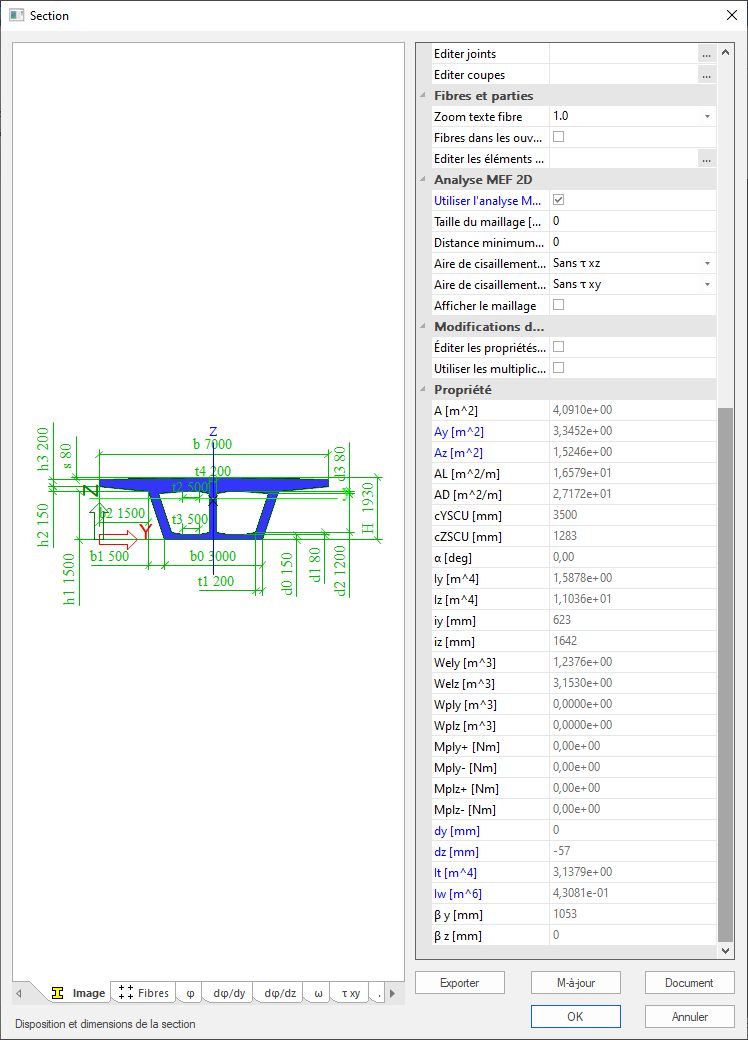 Section
Editer joints ...
Editer coupes ...
Fibres et parties
Zoom texte fibre 1.0
Fibres dans les ouv...
Editer les éléments ... ...
Analyse MEF 2D
Utiliser l'analyse M...
Taille du maillage [... 0
Distance minimum... 0
Aire de cisaillement... Sans τ xz
Aire de cisaillement... Sans τ xy
Afficher le maillage
Modifications d...
Éditer les propriétés...
Utiliser les multiplic...
Propriété
A [m^2] 4,0910e+00
Ay [m^2] 3,3452e+00
Az [m^2] 1,5246e+00
AL [m^2/m] 1,6579e+01
AD [m^2/m] 2,7172e+01
cYSCU [mm] 3500
cZSCU [mm] 1283
α [deg] 0,00
Iy [m^4] 1,5878e+00
Iz [m^4] 1,1036e+01
iy [mm] 623
iz [mm] 1642
Wely [m^3] 1,2376e+00
Welz [m^3] 3,1530e+00
Wply [m^3] 0,0000e+00
Wplz [m^3] 0,0000e+00
Mply+ [Nm] 0,00e+00
Mply- [Nm] 0,00e+00
Mplz+ [Nm] 0,00e+00
Mplz- [Nm] 0,00e+00
dy [mm] 0
dz [mm] -57
It [m^4] 3,1379e+00
Iw [m^6] 4,3081e-01
β y [mm] 1053
β z [mm] 0
Z
b 7000
h3 200
s 80
d3 80
t4 200
t2 500
Z
b2 1500
t3 500
Y
H 1930
h2 150
b1 500
b0 3000
h1 1500
t1 200
d0 150
d1 80
d2 1200
Image Fibres φ dφ/dy dφ/dz ω τ xy .
Exporter M-à-jour Document
Disposition et dimensions de la section
OK Annuler